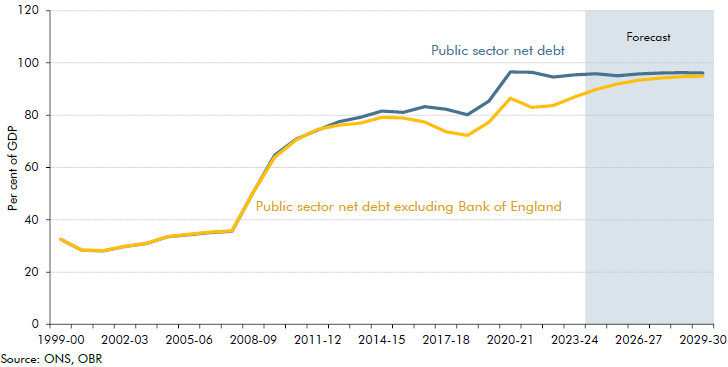 120
100
80
60
40
20
0
Per cent of GDP
Forecast
Public sector net debt
Public sector net debt excluding Bank of England
1999-00 2002-03 2005-06 2008-09 2011-12 2014-15 2017-18 2020-21 2023-24 2026-27 2029-30
Source: ONS, OBR